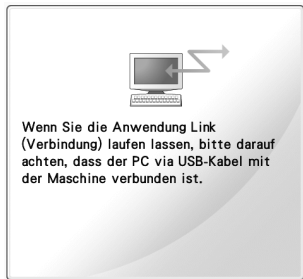 Wenn Sie die Anwendung Link
(Verbindung) laufen lassen, bitte darauf
achten, dass der PC via USB-Kabel mit
der Maschine verbunden ist.